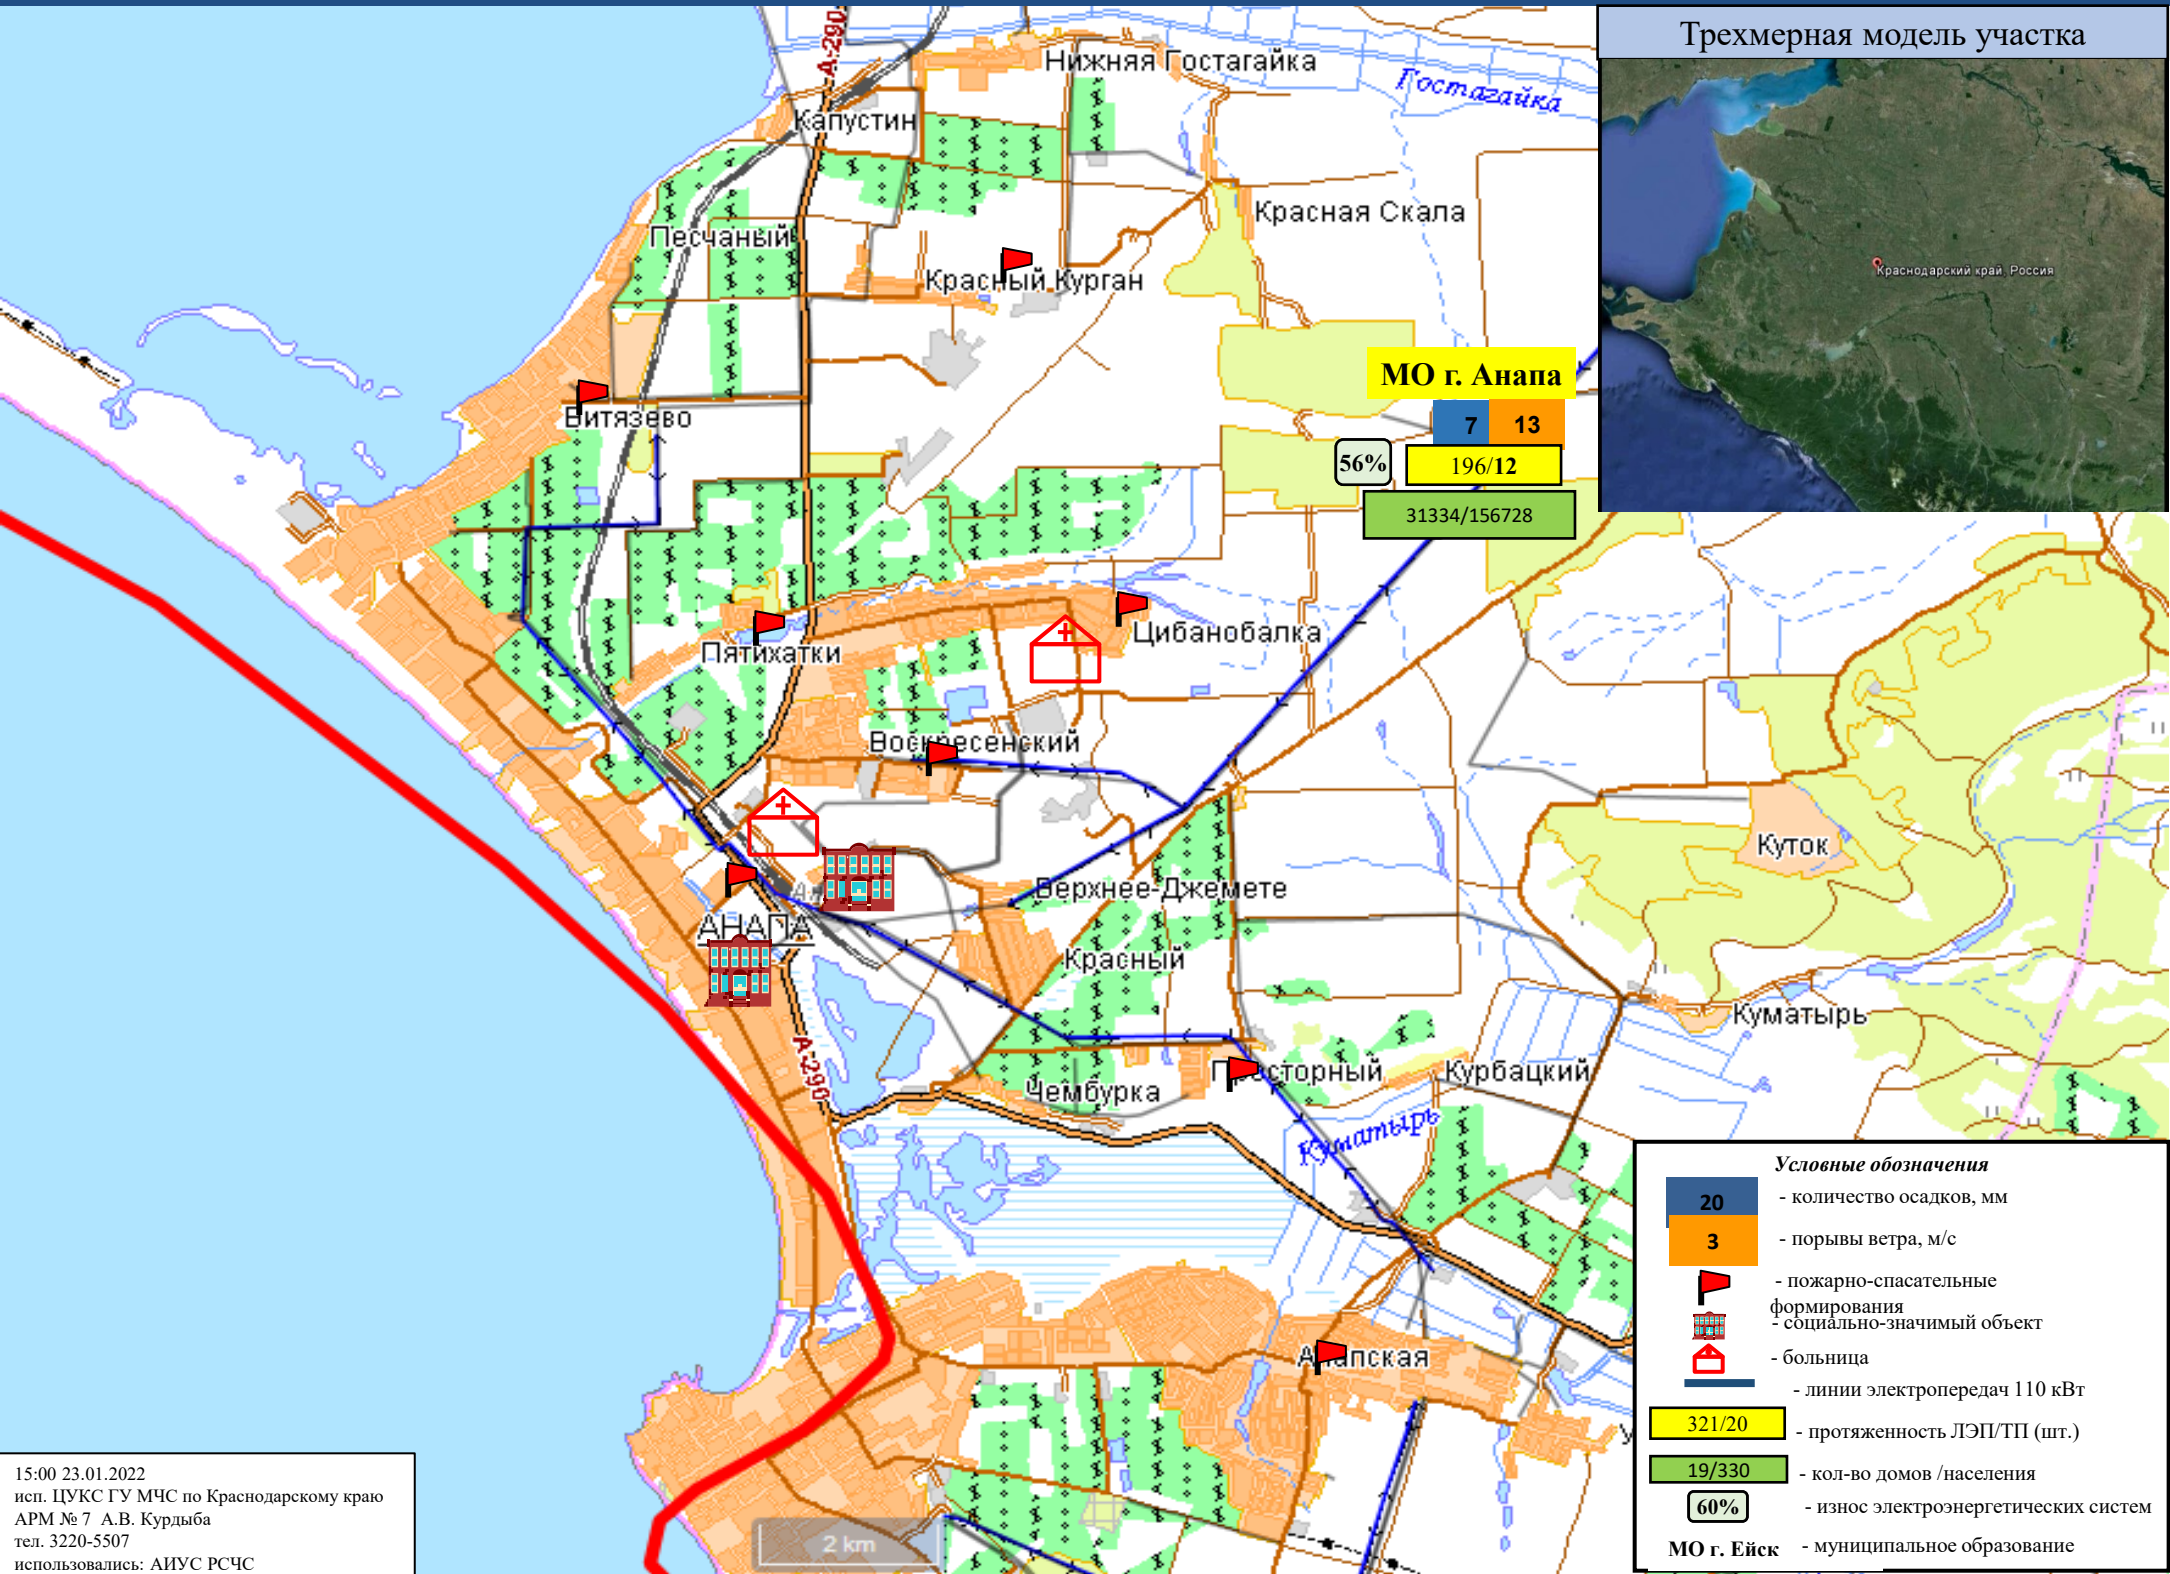 Трехмерная модель участка
Краснодарский край, Россия
А-290
Нижняя Гостагайка
Гостагайка
Капустин
Красная Скала
Песчаный
Красный Курган
МО г. Анапа
7 13
56% 196/12
31334/156728
Витязево
Цибанобалка
Пятихатки
Воскресенский
Куток
Верхнее-Джемете
АНАПА
Красный
Куматырь
А-290
Просторный
Курбацкий
Чембурка
Куматырь
Анапская
2 km
Условные обозначения
20 - количество осадков, мм
3 - порывы ветра, м/с
- пожарно-спасательные
формирования
- социально-значимый объект
- больница
- линии электропередач 110 кВт
321/20 - протяженность ЛЭП/ТП (шт.)
19/330 - кол-во домов /населения
60% - износ электроэнергетических систем
МО г. Ейск - муниципальное образование
15:00 23.01.2022
исп. ЦУКС ГУ МЧС по Краснодарскому краю
АРМ № 7 А.В. Курдыба
тел. 3220-5507
использовались: АИУС РСЧС